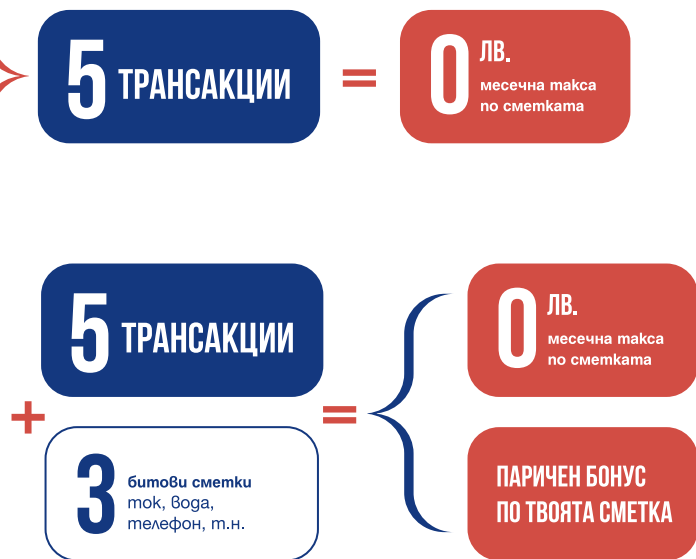 5 ТРАНСАКЦИИ
=
0 ЛВ.
месечна такса
по сметката
5 ТРАНСАКЦИИ
+
3 битови сметки
ток, вода,
телефон, т.н.
=
0 ЛВ.
месечна такса
по сметката
ПАРИЧЕН БОНУС
ПО ТВОЯТА СМЕТКА